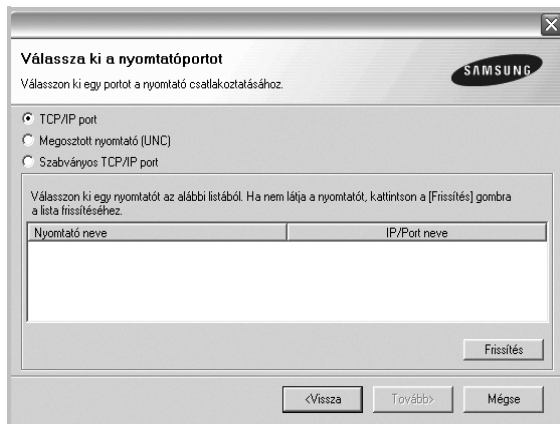 Válassza ki a nyomtatóportot
Válasszon ki egy portot a nyomtató csatlakoztatásához.
SAMSUNG
TCP/IP port
Megosztott nyomtató (UNC)
Szabványos TCP/IP port
Válasszon ki egy nyomtatót az alábbi listából. Ha nem látja a nyomtatót, kattintson a [Frissítés] gombra
a lista frissítéséhez.
Nyomtató neve IP/Port neve
Frissítés
<Vissza Tovább> Mégse